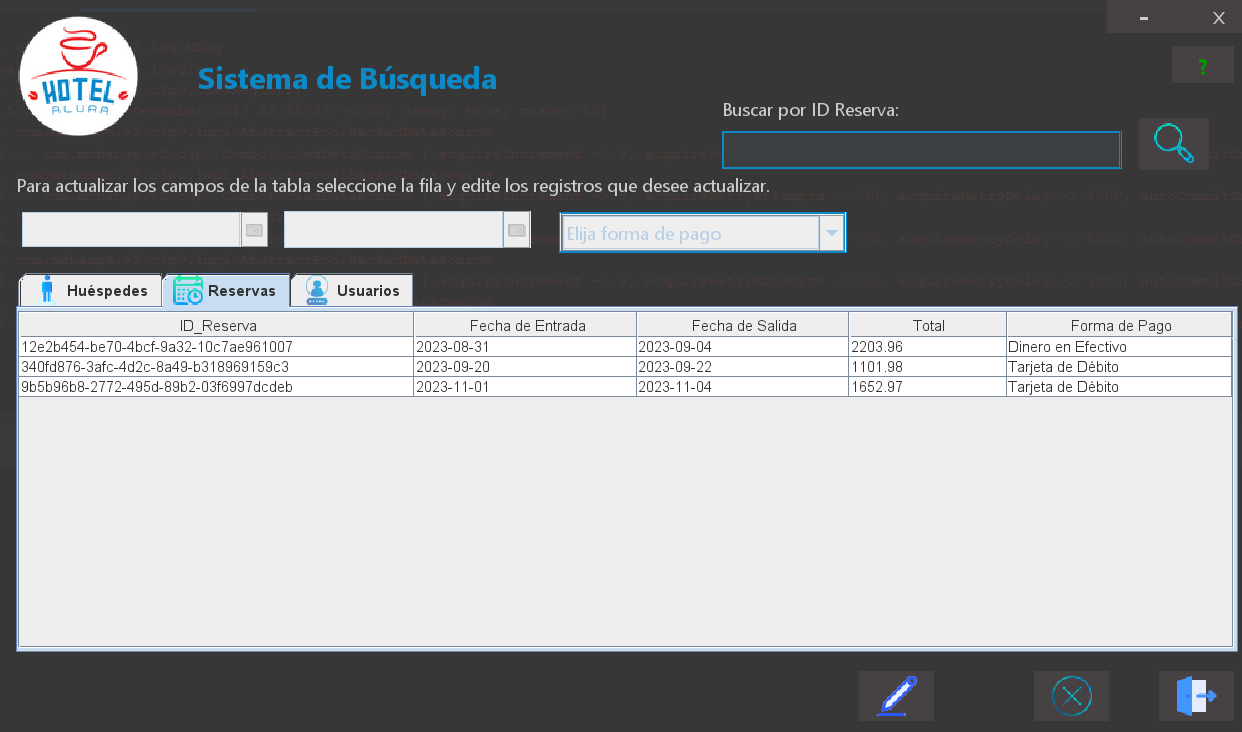 HOTEL
ALURA
Sistema de Búsqueda
-
X
?
Buscar por ID Reserva:
Para actualizar los campos de la tabla seleccione la fila y edite los registros que desee actualizar.
Elija forma de pago
Huéspedes Reservas Usuarios
ID_Reserva Fecha de Entrada Fecha de Salida Total Forma de Pago
12e2b454-be70-4bcf-9a32-10c7ae961007 2023-08-31 2023-09-04 2203.96 Dinero en Efectivo
340fd876-3afc-4d2c-8a49-b318969159c3 2023-09-20 2023-09-22 1101.98 Tarjeta de Débito
9b5b96b8-2772-495d-89b2-03f6997dcdeb 2023-11-01 2023-11-04 1652.97 Tarjeta de Débito